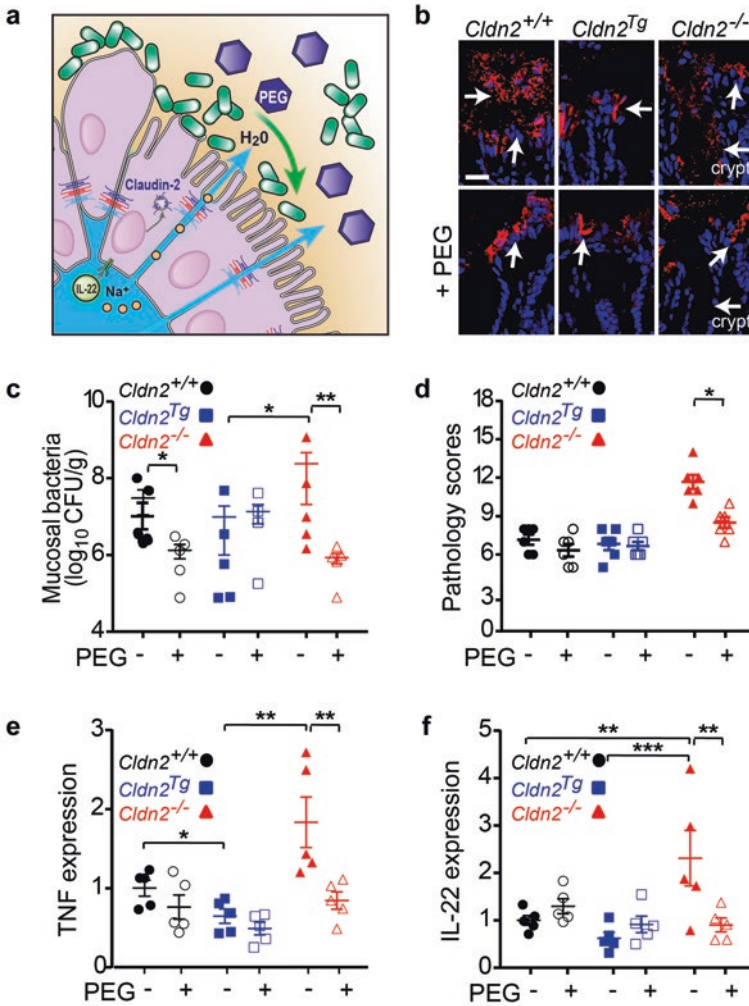 a
PEG
H20
Claudin-2
IL-22
Na+
b
Cldn2+/+ Cldn2Tg Cldn2-/-
crypt
+ PEG
crypt
c
Mucosal bacteria
(log10 CFU/g)
10
8
6
4
Cldn2+/+
Cldn2Tg
Cldn2-/-
* * **
PEG - + - + - +
d
Pathology scores
18
15
12
9
6
3
0
Cldn2+/+
Cldn2Tg
Cldn2-/-
*
PEG - + - + - +
e
TNF expression
3
2
1
0
Cldn2+/+
Cldn2Tg
Cldn2-/-
** **
*
PEG - + - + - +
f
IL-22 expression
5
4
3
2
1
0
Cldn2+/+
Cldn2Tg
Cldn2-/-
** **
***
PEG - + - + - +